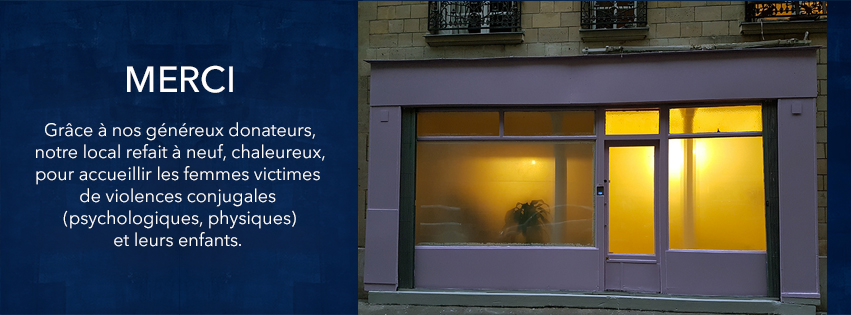 MERCI
Grâce à nos généreux donateurs,
notre local refait à neuf, chaleureux,
pour accueillir les femmes victimes
de violences conjugales
(psychologiques, physiques)
et leurs enfants.